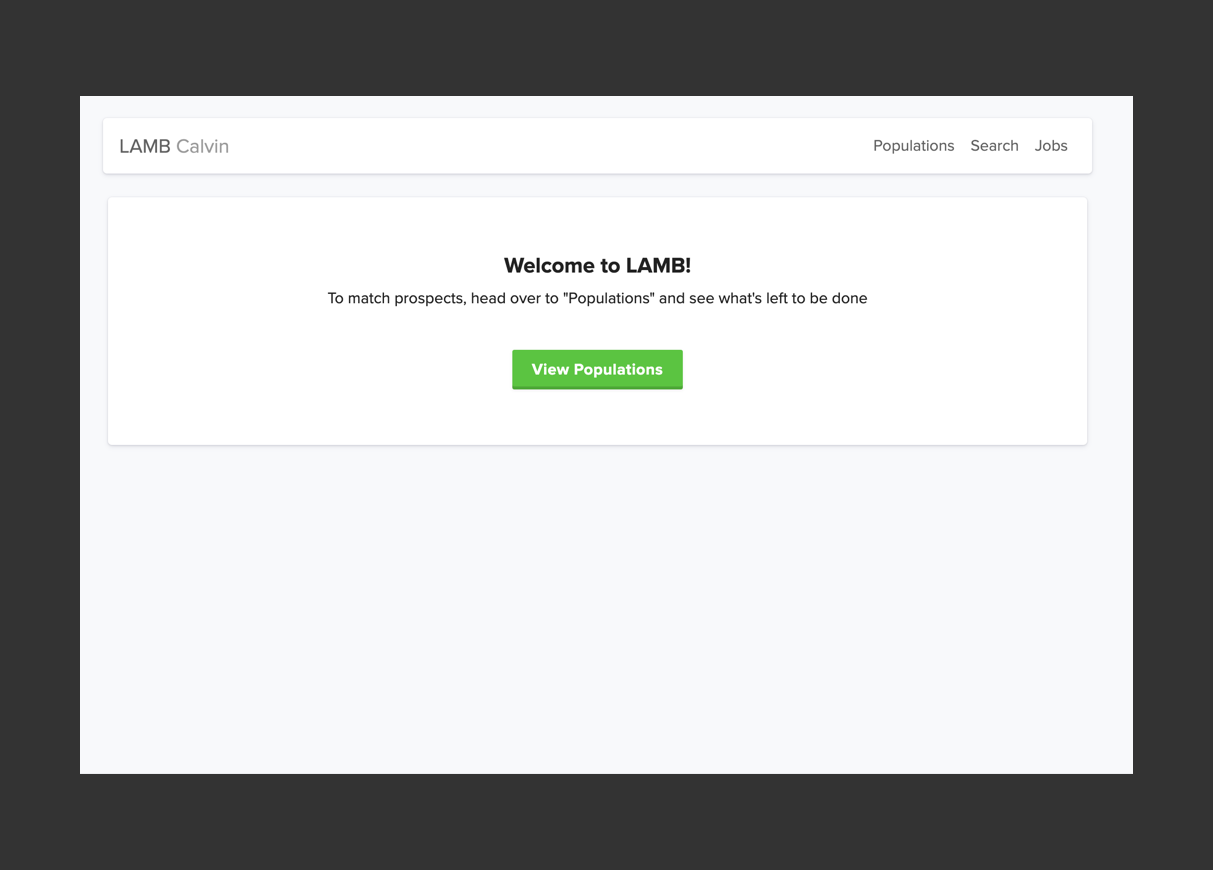 LAMB Calvin
Populations Search Jobs
Welcome to LAMB!
To match prospects, head over to "Populations" and see what's left to be done
View Populations